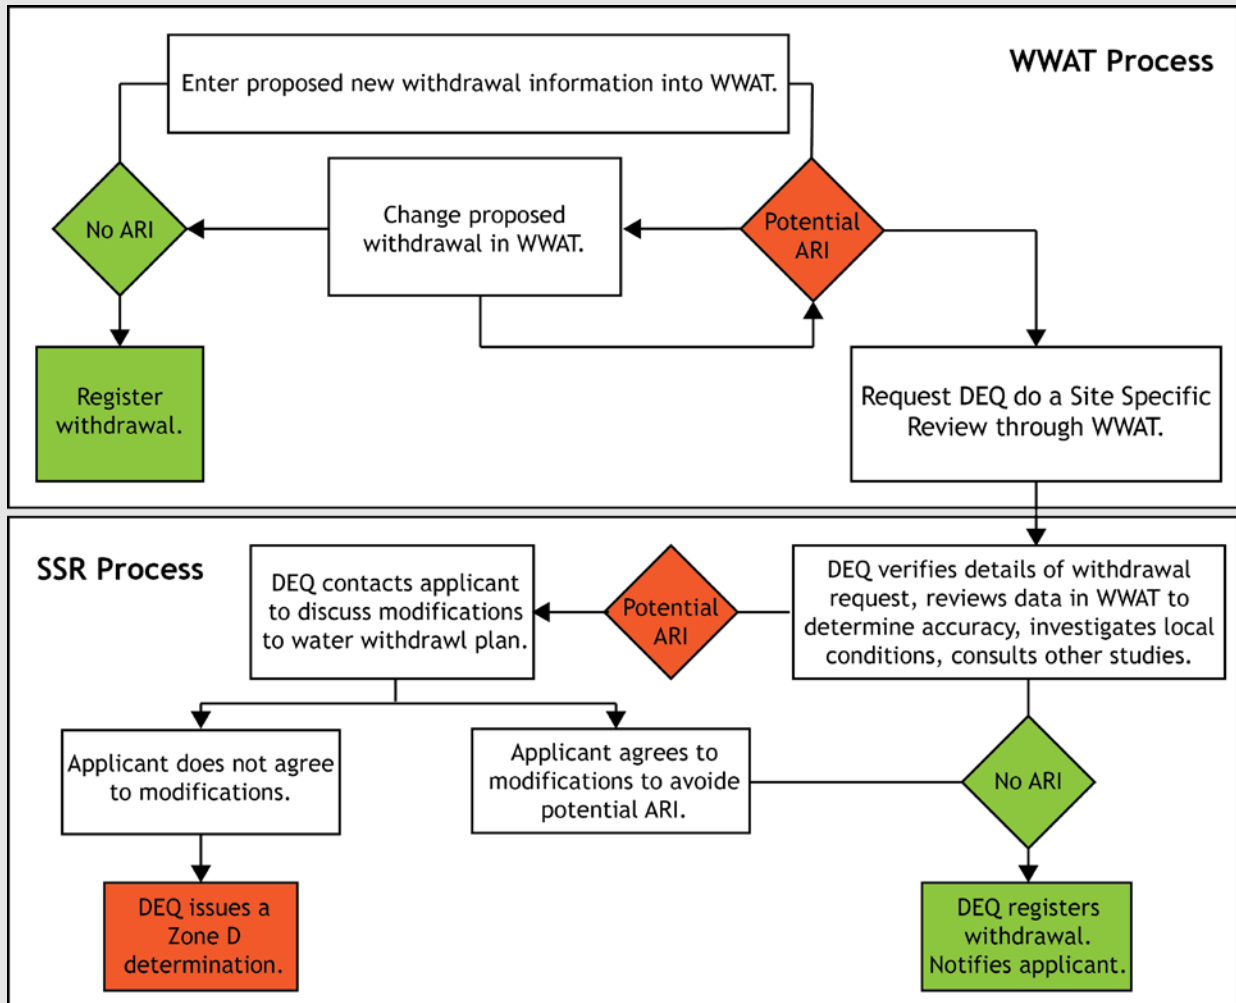 WWAT Process
Enter proposed new withdrawal information into WWAT.
No ARI
Change proposed
withdrawal in WWAT.
Potential
ARI
Register
withdrawal.
Request DEQ do a Site Specific
Review through WWAT.
SSR Process
DEQ contacts applicant
to discuss modifications
to water withdrawl plan.
Potential
ARI
DEQ verifies details of withdrawal
request, reviews data in WWAT to
determine accuracy, investigates local
conditions, consults other studies.
Applicant does not agree
to modifications.
Applicant agrees to
modifications to avoide
potential ARI.
No ARI
DEQ issues a
Zone D
determination.
DEQ registers
withdrawal.
Notifies applicant.